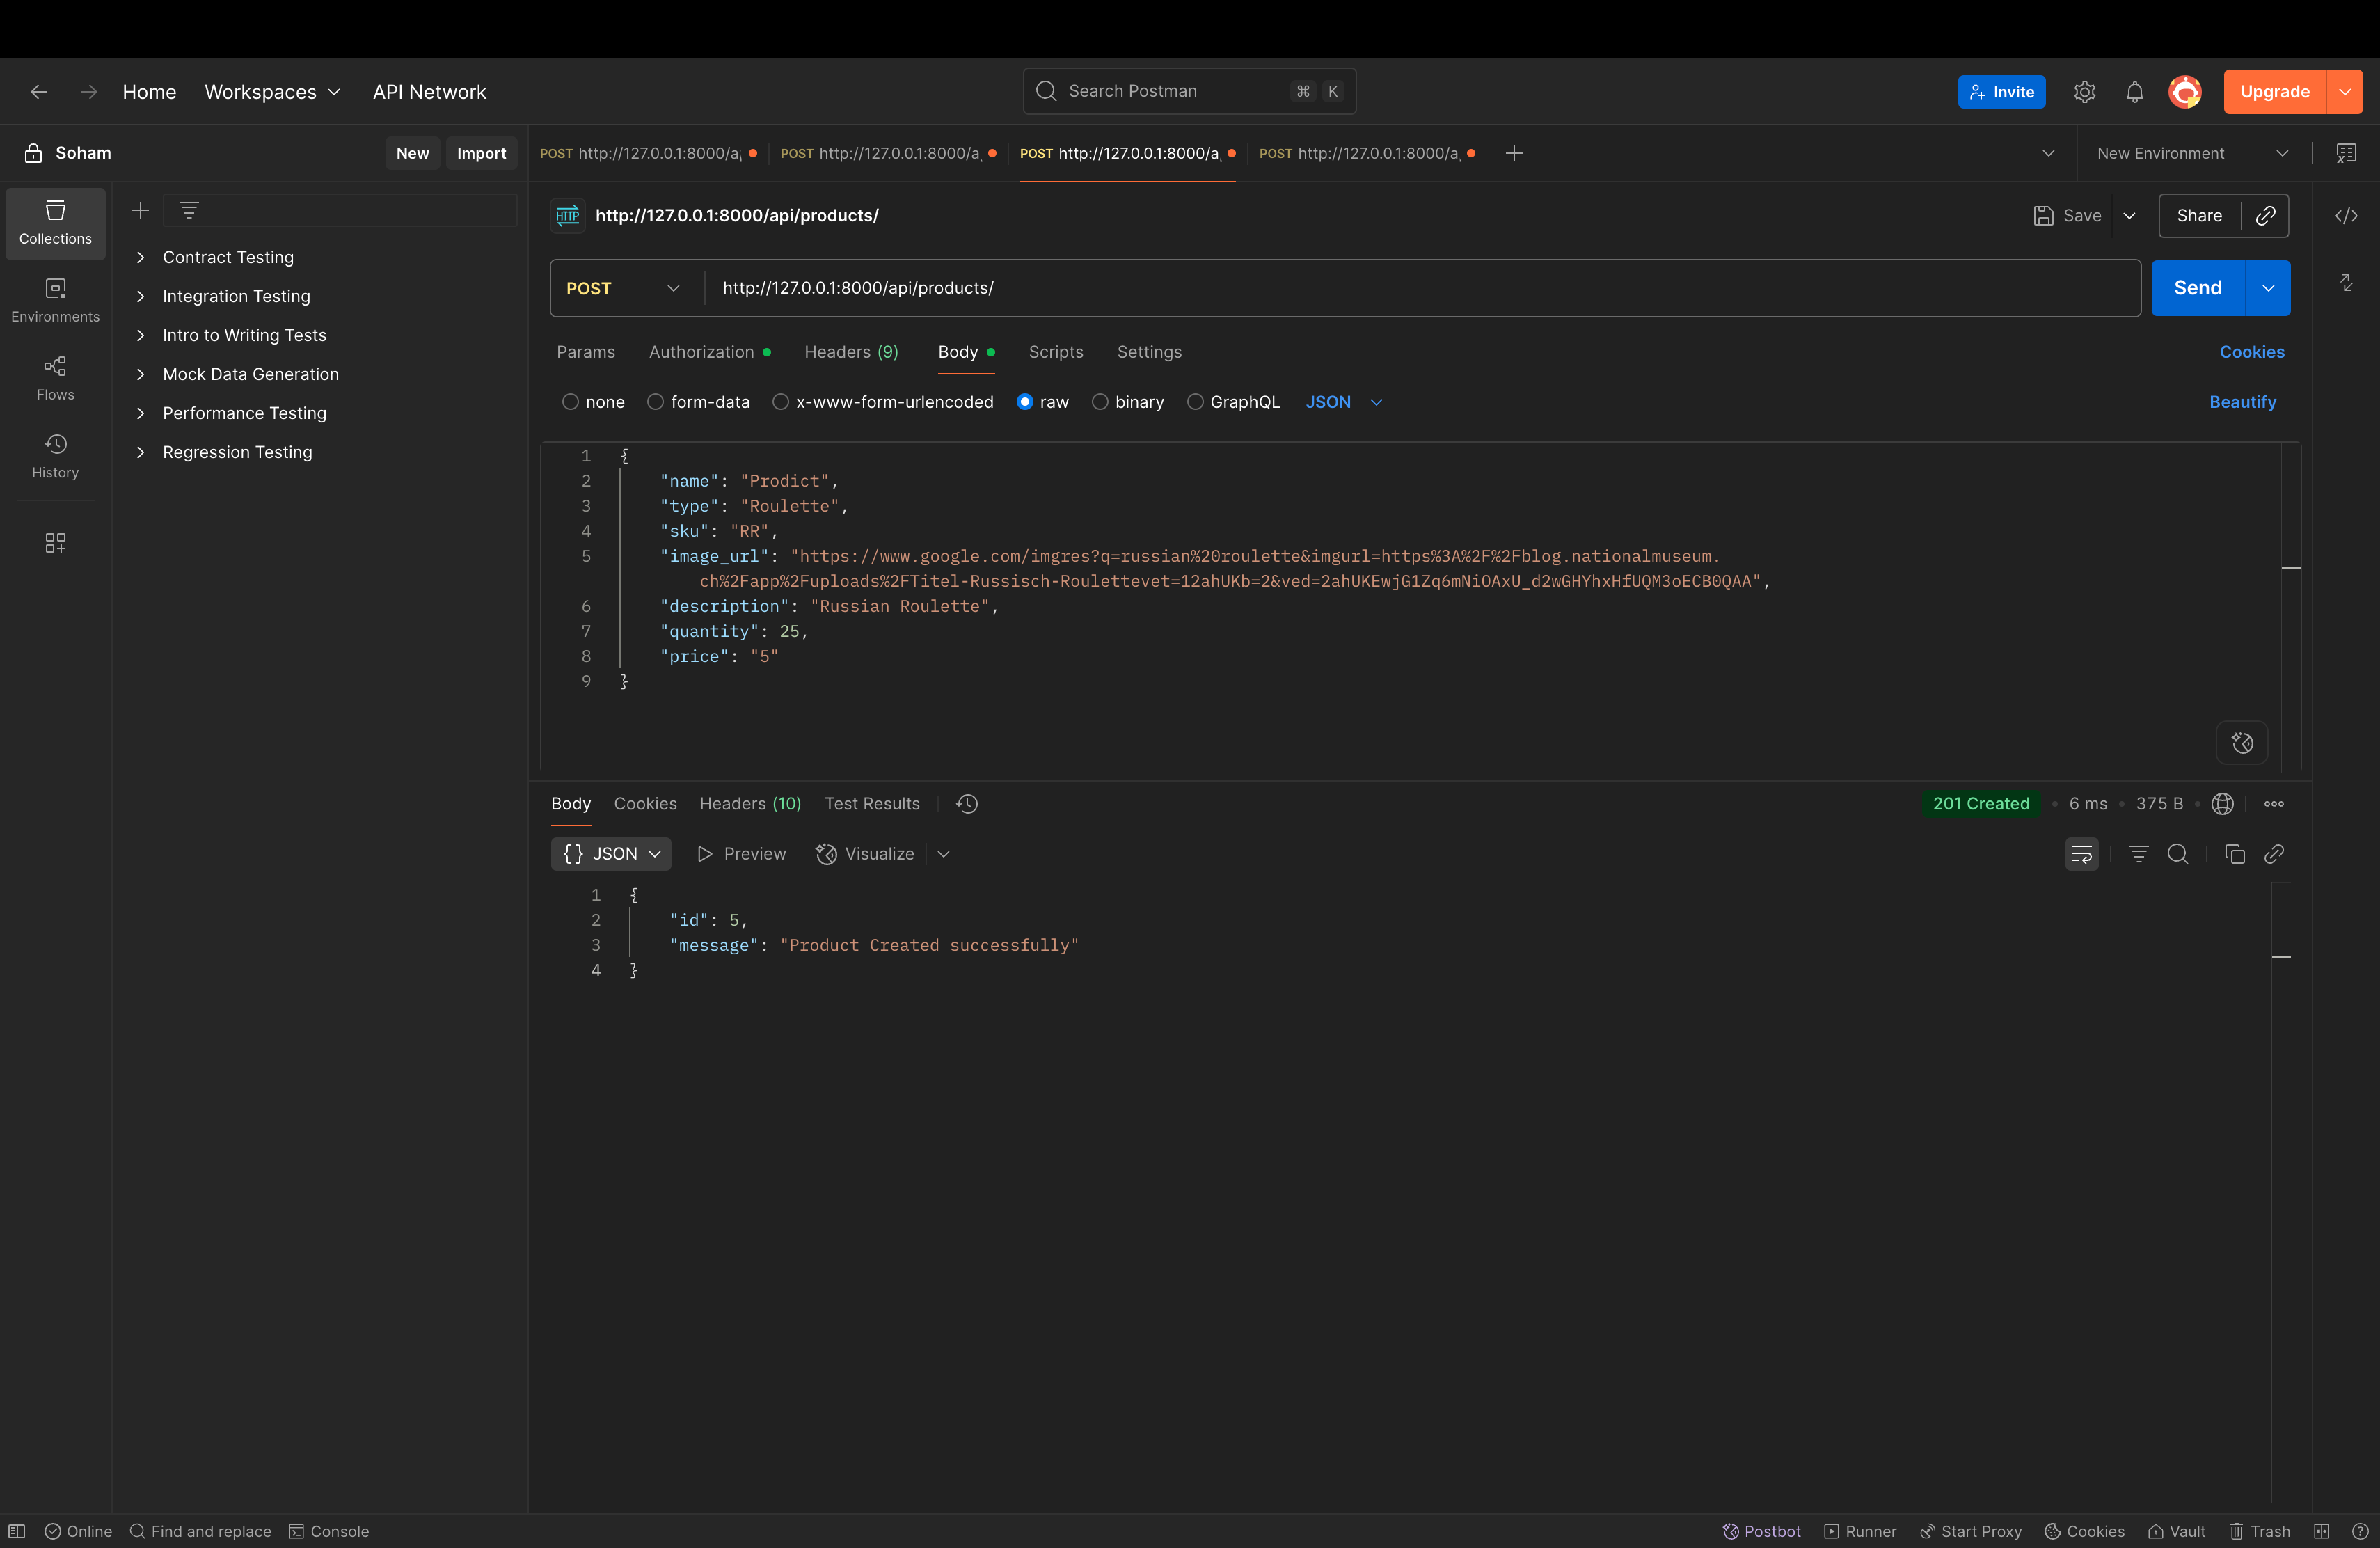 Home Workspaces API Network
Search Postman ⌘ K
Invite Upgrade
Soham New Import
POST http://127.0.0.1:8000/a POST http://127.0.0.1:8000/a POST http://127.0.0.1:8000/a POST http://127.0.0.1:8000/a New Environment
Collections
Environments
Flows
History
Contract Testing
Integration Testing
Intro to Writing Tests
Mock Data Generation
Performance Testing
Regression Testing
HTTP http://127.0.0.1:8000/api/products/ Save Share
POST http://127.0.0.1:8000/api/products/ Send
Params Authorization Headers (9) Body Scripts Settings Cookies
none form-data x-www-form-urlencoded raw binary GraphQL JSON Beautify
1 {
2 "name": "Prodict",
3 "type": "Roulette",
4 "sku": "RR",
5 "image_url": "https://www.google.com/imgres?q=russian%20roulette&imgurl=https%3A%2F%2Fblog.nationalmuseum.
ch%2Fapp%2Fuploads%2FTitel-Russisch-Roulettevet=12ahUKb=2&ved=2ahUKEwjG1Zq6mNiOAxU_d2wGHYhxHfUQM3oECB0QAA",
6 "description": "Russian Roulette",
7 "quantity": 25,
8 "price": "5"
9 }
Body Cookies Headers (10) Test Results 201 Created 6 ms 375 B
{} JSON Preview Visualize
1 {
2 "id": 5,
3 "message": "Product Created successfully"
4 }
Online Find and replace Console Postbot Runner Start Proxy Cookies Vault Trash